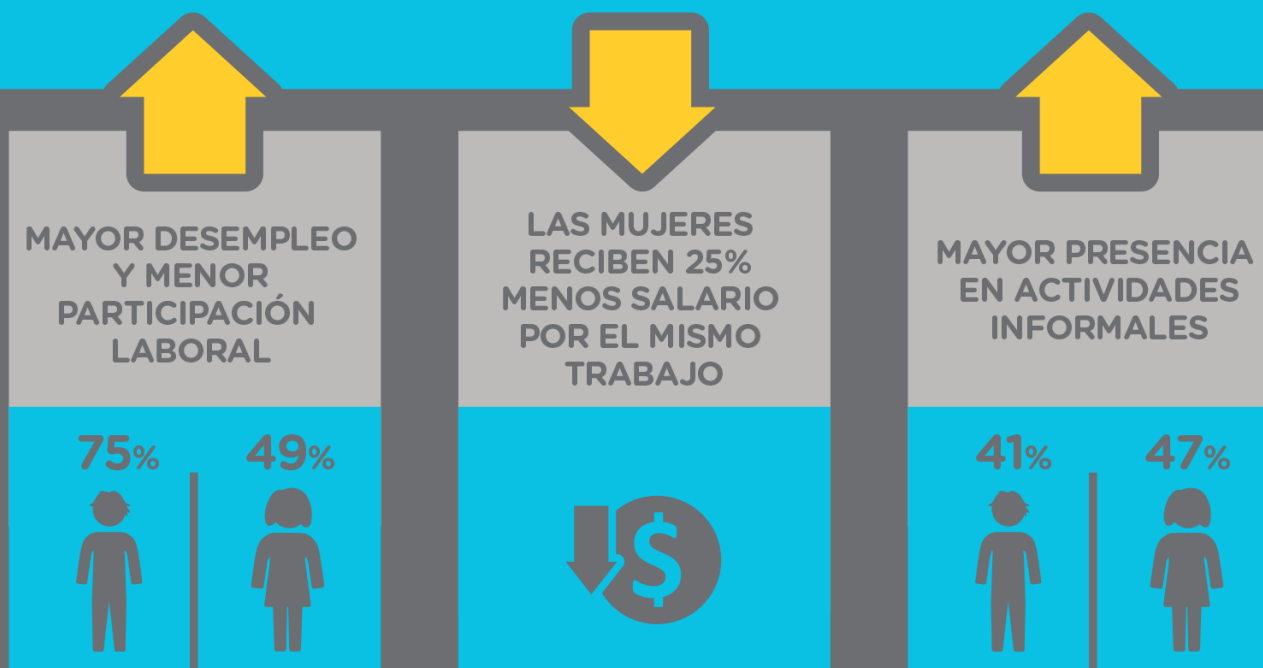 MAYOR DESEMPLEO
Y MENOR
PARTICIPACIÓN
LABORAL
75% 49%
LAS MUJERES
RECIBEN 25%
MENOS SALARIO
POR EL MISMO
TRABAJO
$
MAYOR PRESENCIA
EN ACTIVIDADES
INFORMALES
41% 47%